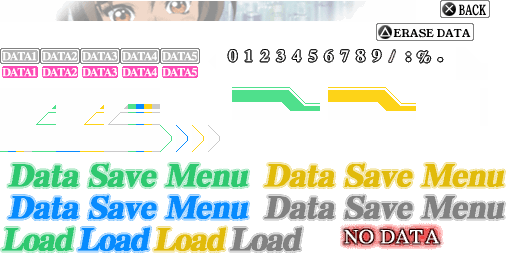 BACK
ERASE DATA
DATA1 DATA2 DATA3 DATA4 DATA5
0 1 2 3 4 5 6 7 8 9 / : % .
DATA1 DATA2 DATA3 DATA4 DATA5
Data Save Menu Data Save Menu
Data Save Menu Data Save Menu
Load Load Load Load NO DATA